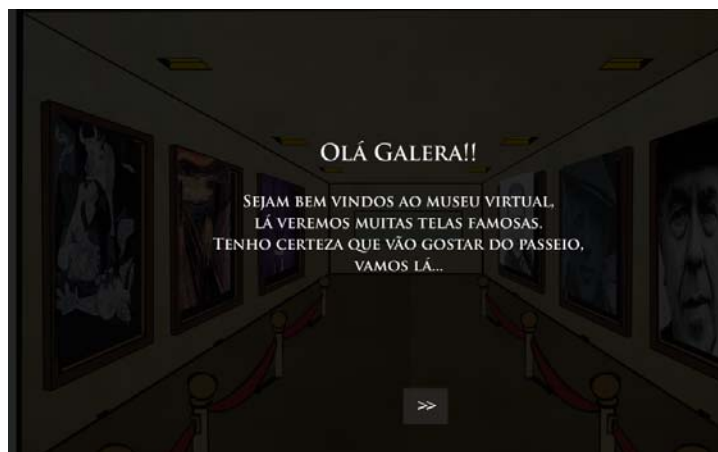 Olá Galera!!
Sejam bem vindos ao museu virtual,
lá veremos muitas telas famosas.
Tenho certeza que vão gostar do passeio,
vamos lá...
>>